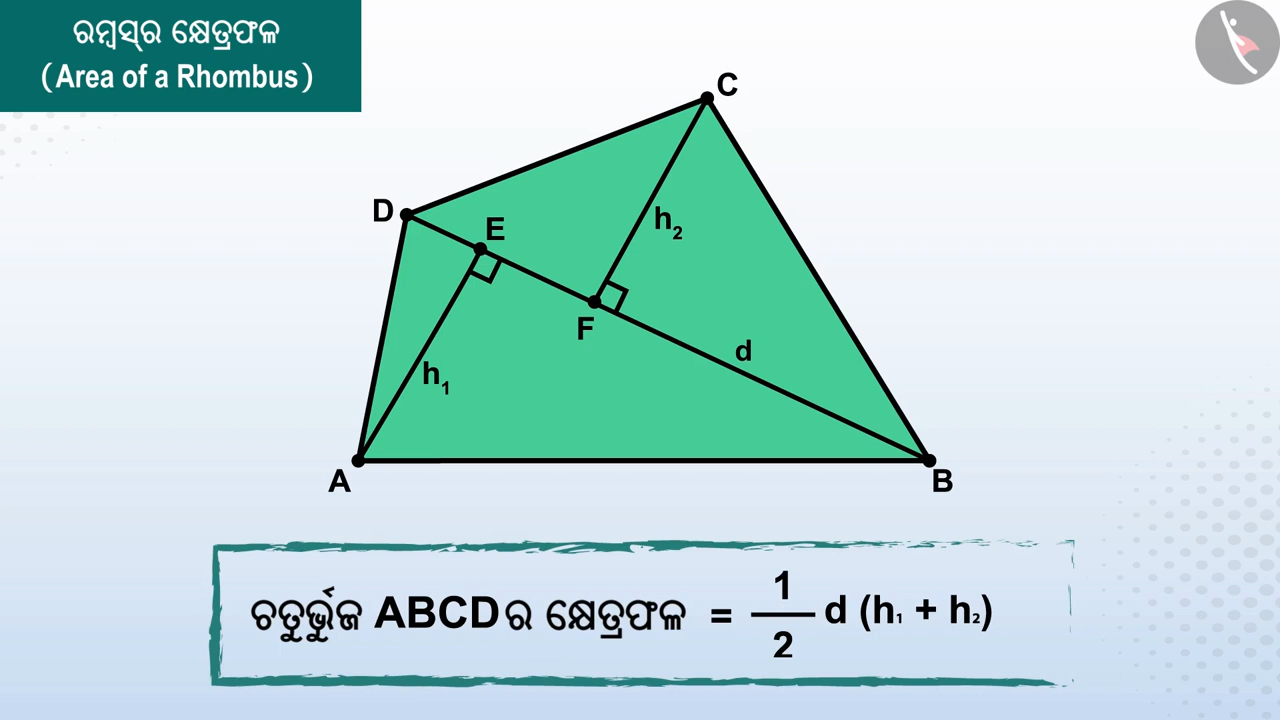 ରମ୍ବସ୍‌ର କ୍ଷେତ୍ରଫଳ
(Area of a Rhombus)
C
D
E
h₂
F
d
h₁
A
B
ଚତୁର୍ଭୁଜ ABCD ର କ୍ଷେତ୍ରଫଳ = 1/2 d (h₁ + h₂)